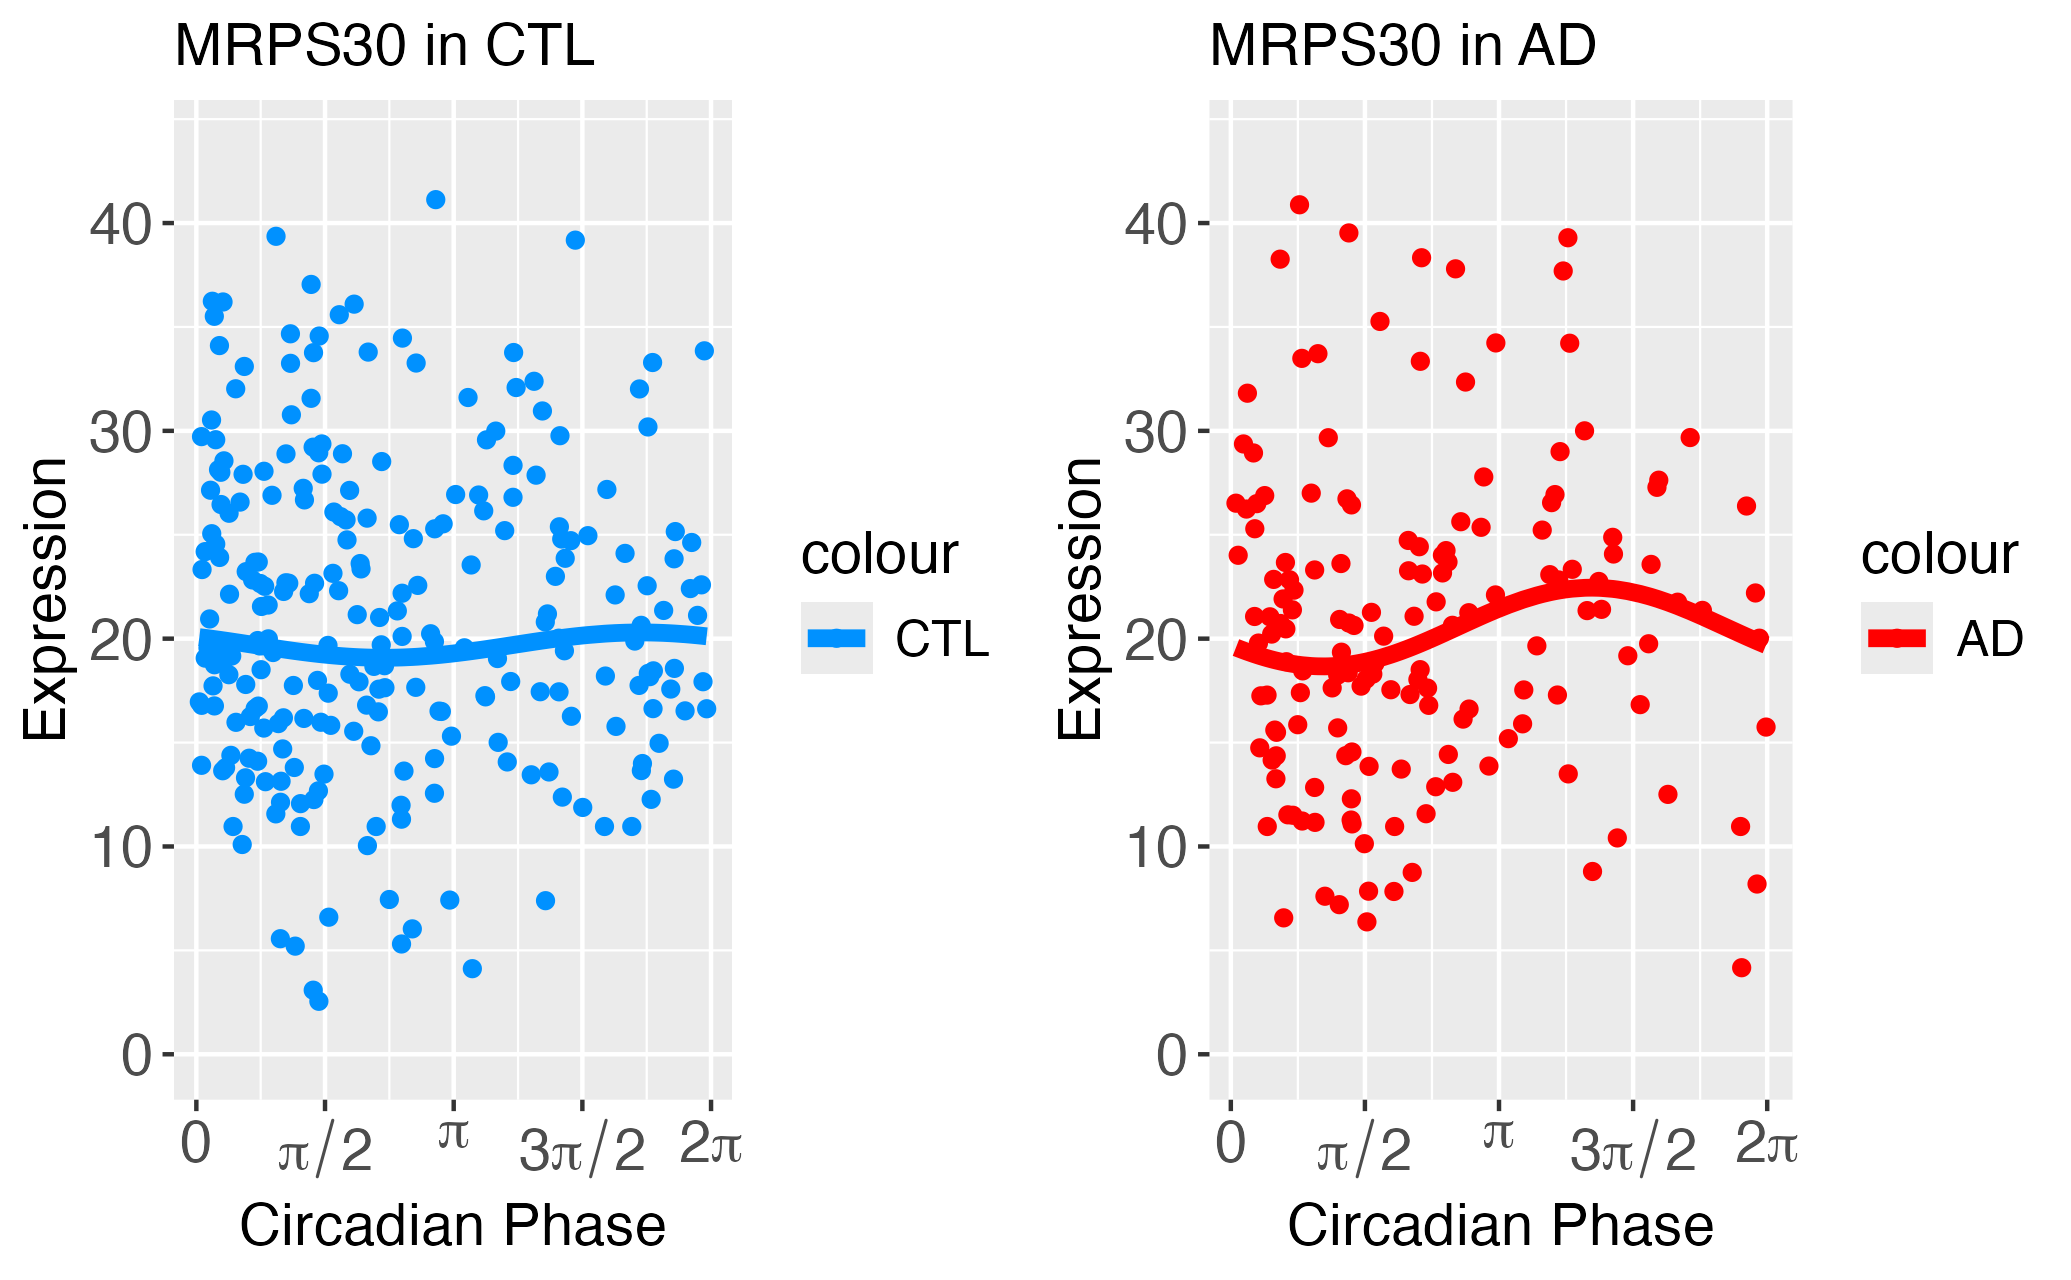 MRPS30 in CTL
Expression
40
30
20
10
0
0 π/2 π 3π/2 2π
Circadian Phase
colour
CTL
MRPS30 in AD
Expression
40
30
20
10
0
0 π/2 π 3π/2 2π
Circadian Phase
colour
AD